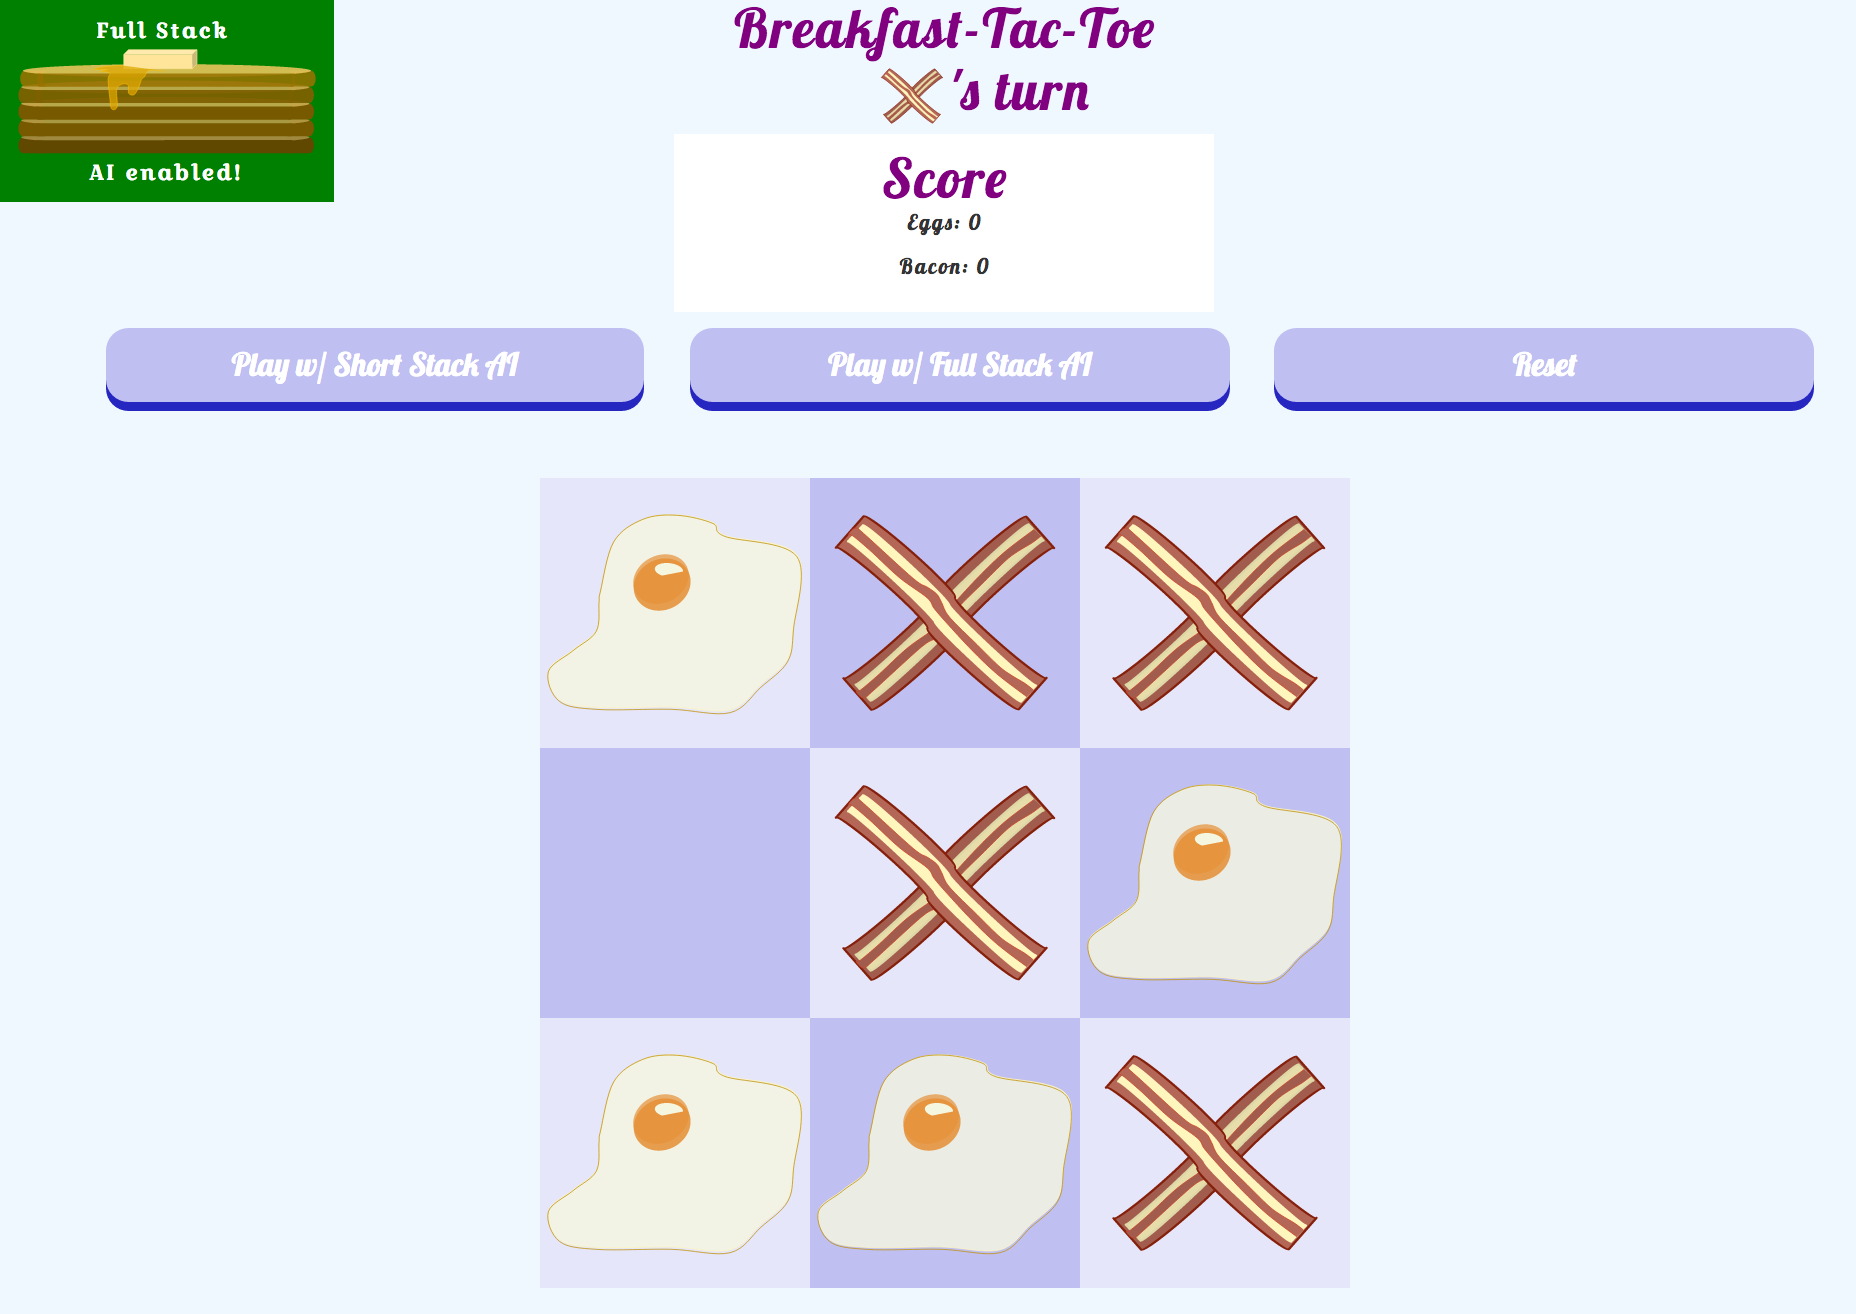 Full Stack
AI enabled!
Breakfast-Tac-Toe
's turn
Score
Eggs: 0
Bacon: 0
Play w/ Short Stack AI
Play w/ Full Stack AI
Reset